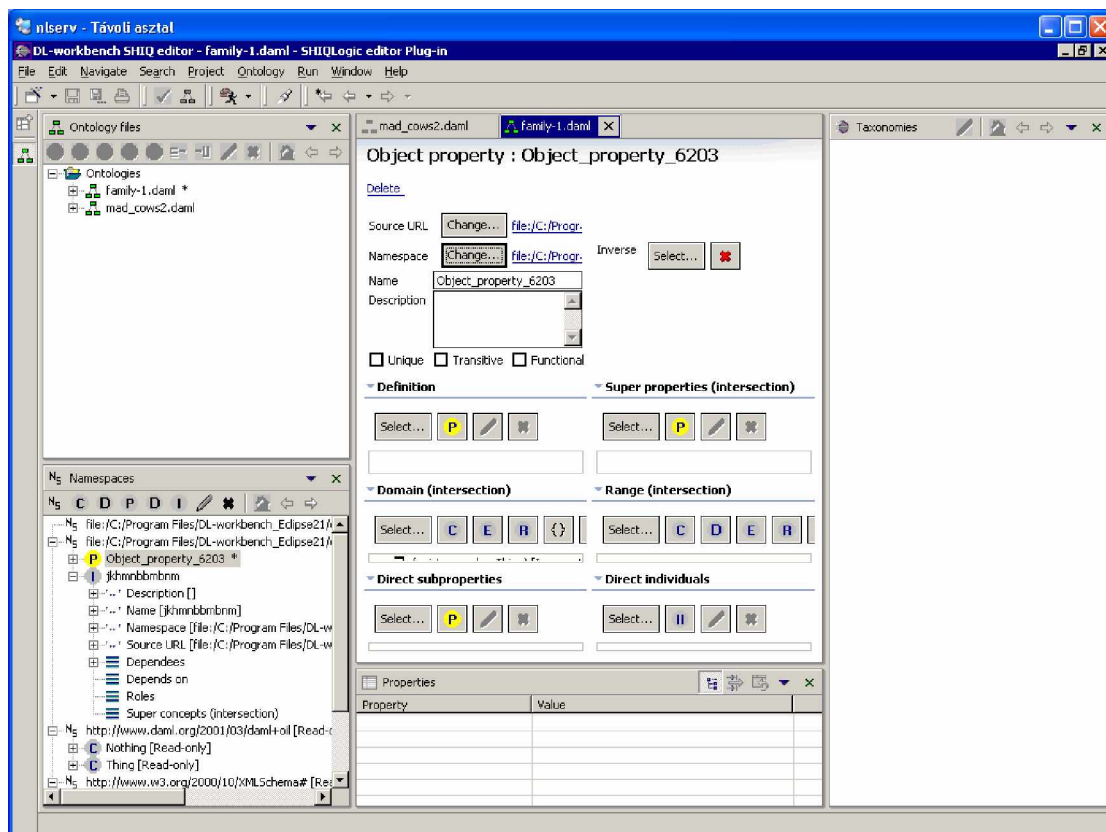 nlserv - Távoli asztal
DL-workbench SHIQ editor - family-1.daml - SHIQLogic editor Plug-in
File Edit Navigate Search Project Ontology Run Window Help
Ontology files
Ontologies
family-1.daml *
mad_cows2.daml
Namespaces
C D P D I
file:/C:/Program Files/DL-workbench_Eclipse21/
file:/C:/Program Files/DL-workbench_Eclipse21/
P Object_property_6203 *
I jkhmnbbmbnm
Description []
Name [jkhmnbbmbnm]
Namespace [file:/C:/Program Files/DL-w
Source URL [file:/C:/Program Files/DL-w
Dependees
Depends on
Roles
Super concepts (intersection)
http://www.daml.org/2001/03/daml+oil [Read-
C Nothing [Read-only]
C Thing [Read-only]
http://www.w3.org/2000/10/XMLSchema# [Rea
mad_cows2.daml family-1.daml
Object property : Object_property_6203
Delete
Source URL Change... file:/C:/Progr
Namespace Change... file:/C:/Progr
Inverse Select...
Name Object_property_6203
Description
Unique Transitive Functional
Definition
Select... P
Super properties (intersection)
Select... P
Domain (intersection)
Select... C E R {}
Range (intersection)
Select... C D E R
Direct subproperties
Select... P
Direct individuals
Select... II
Properties
Property Value
Taxonomies